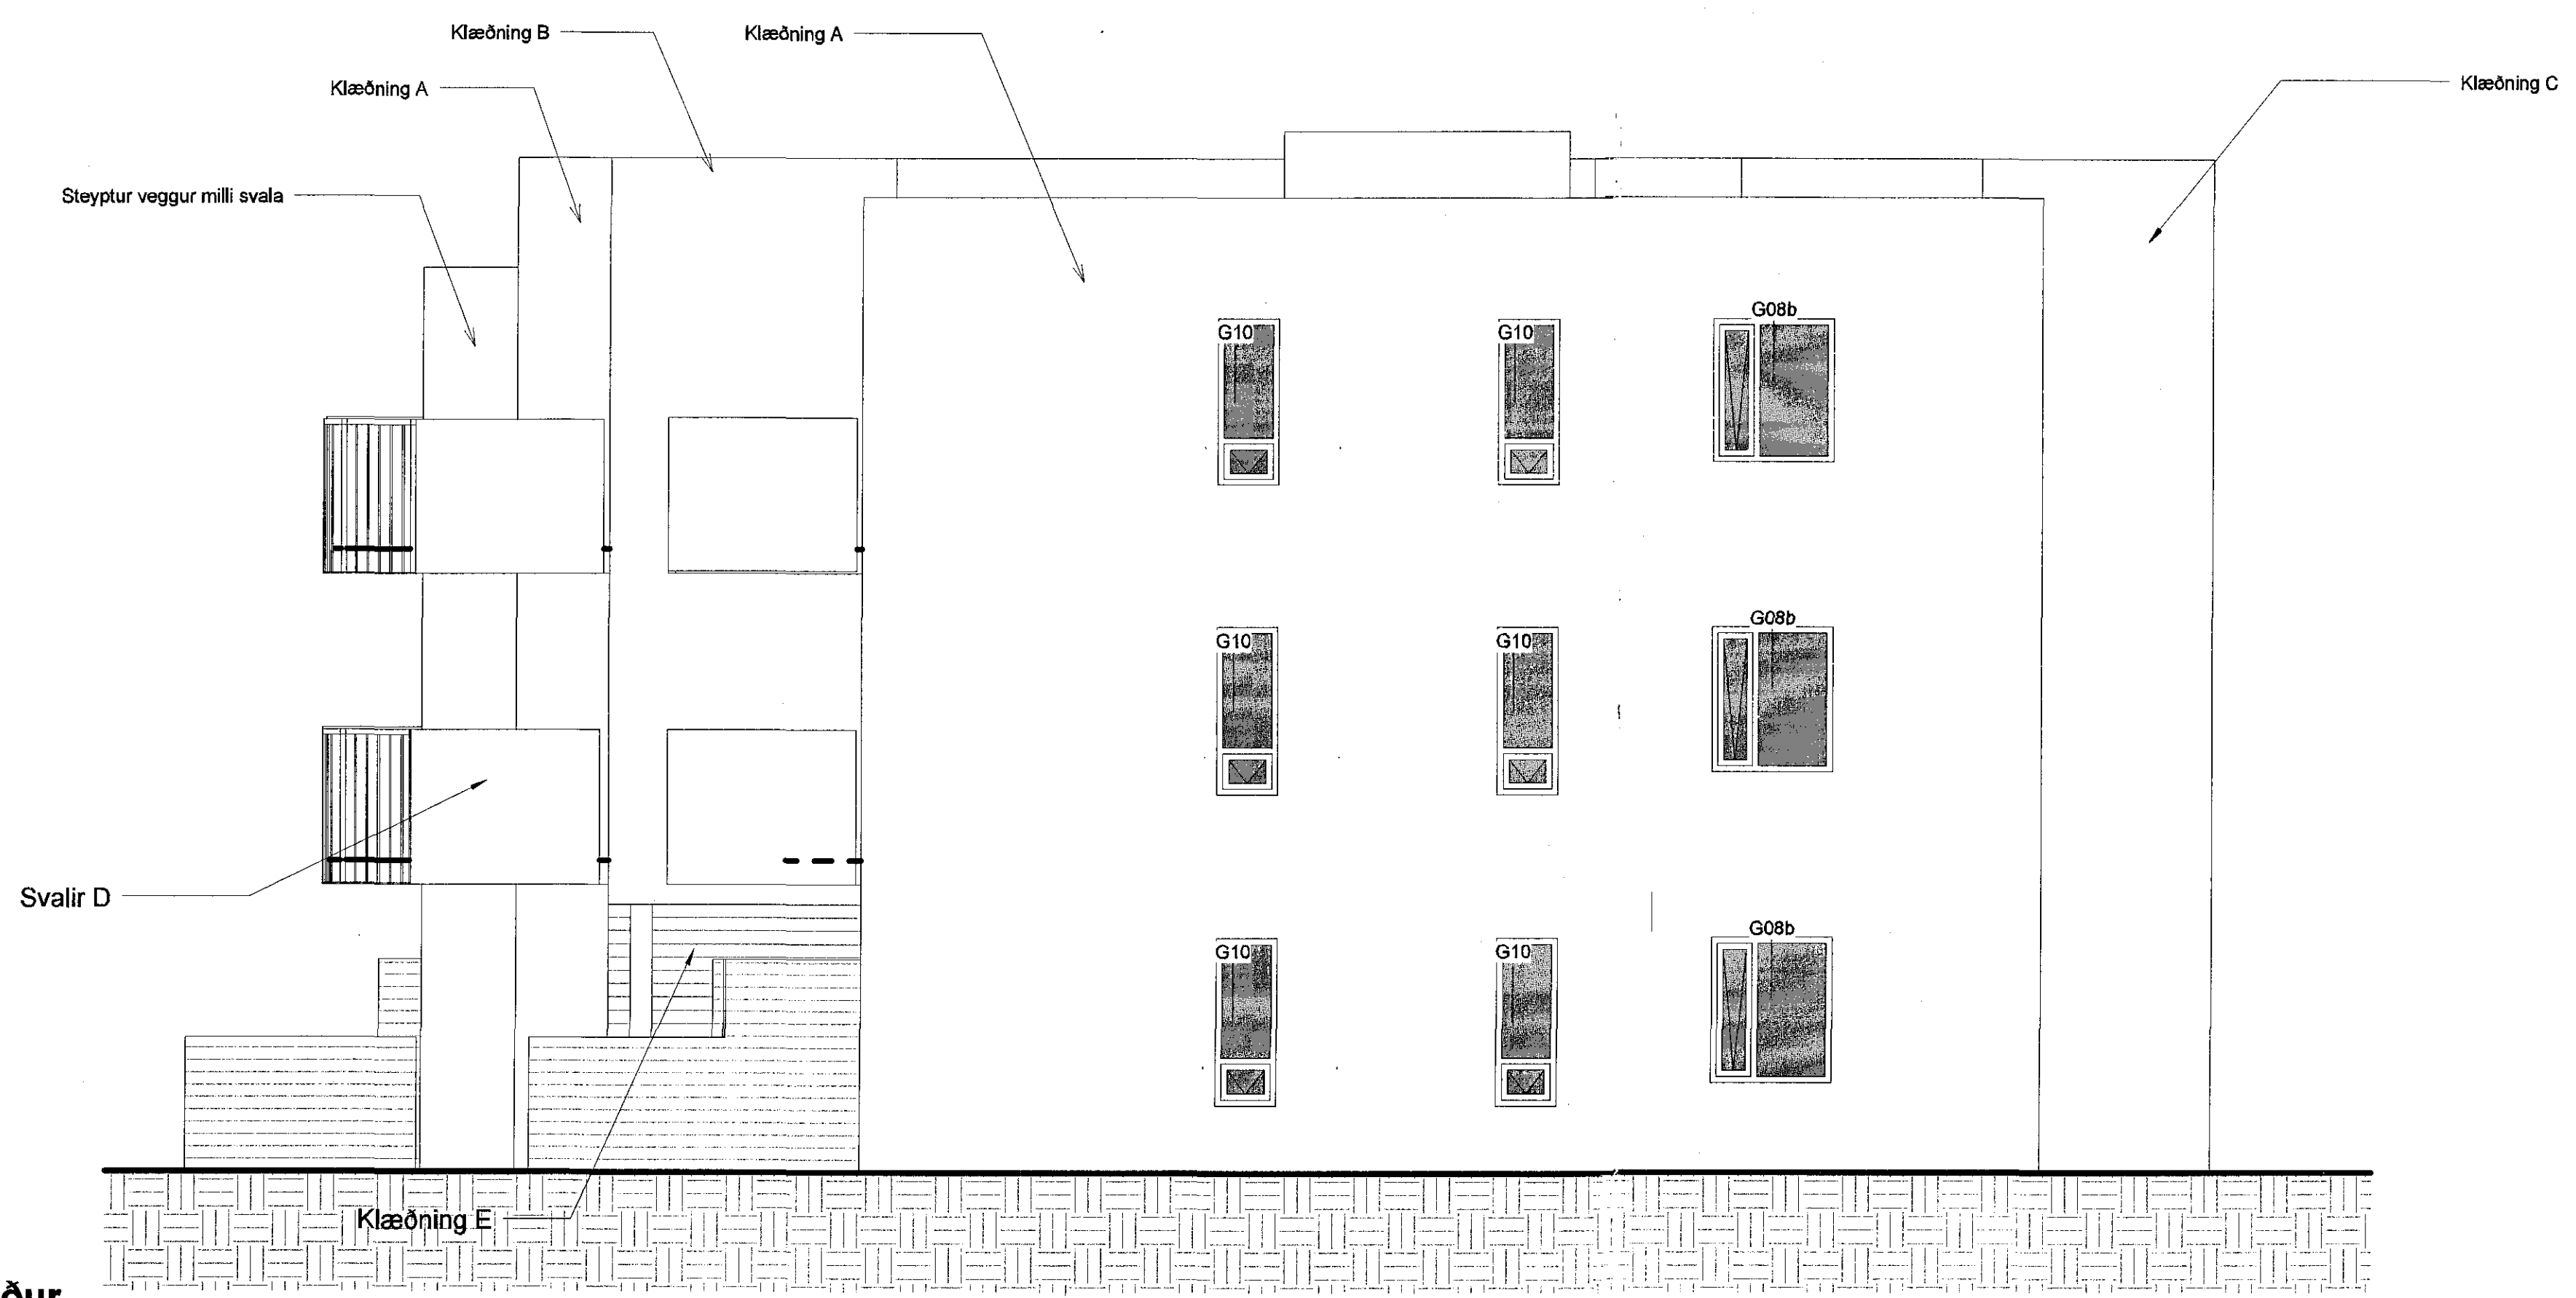 Klæðning B
Klæðning A
Klæðning A
Klæðning C
Steyptur veggur milli svala
G08b
G10
G10
G08b
G10
G10
Svalir D
G08b
G10
G10
Klæðning E